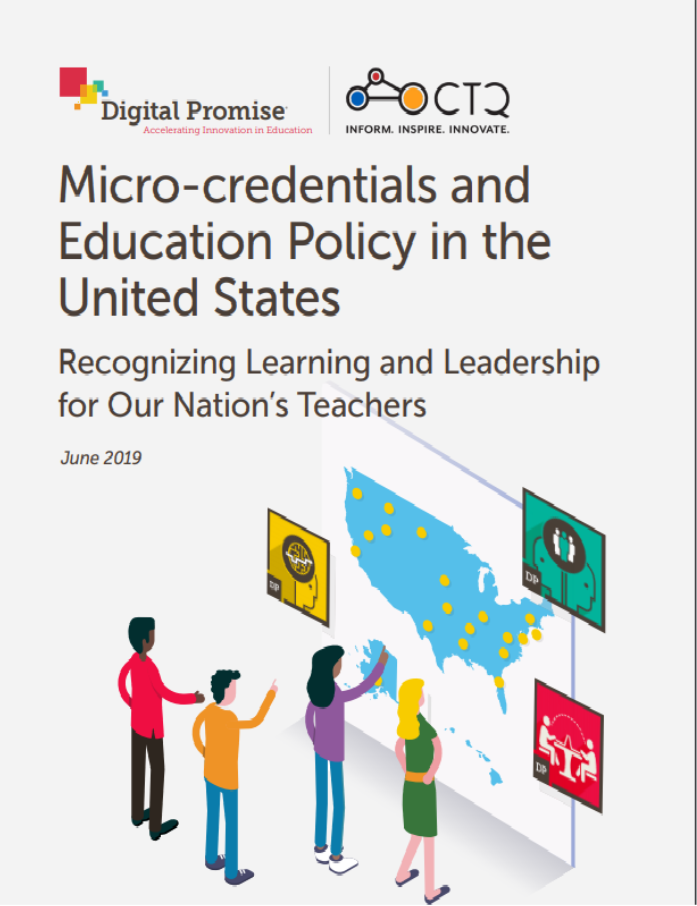 Digital Promise
Accelerating Innovation in Education
CTQ
INFORM. INSPIRE. INNOVATE.
Micro-credentials and
Education Policy in the
United States
Recognizing Learning and Leadership
for Our Nation's Teachers
June 2019
DP
DP
DP